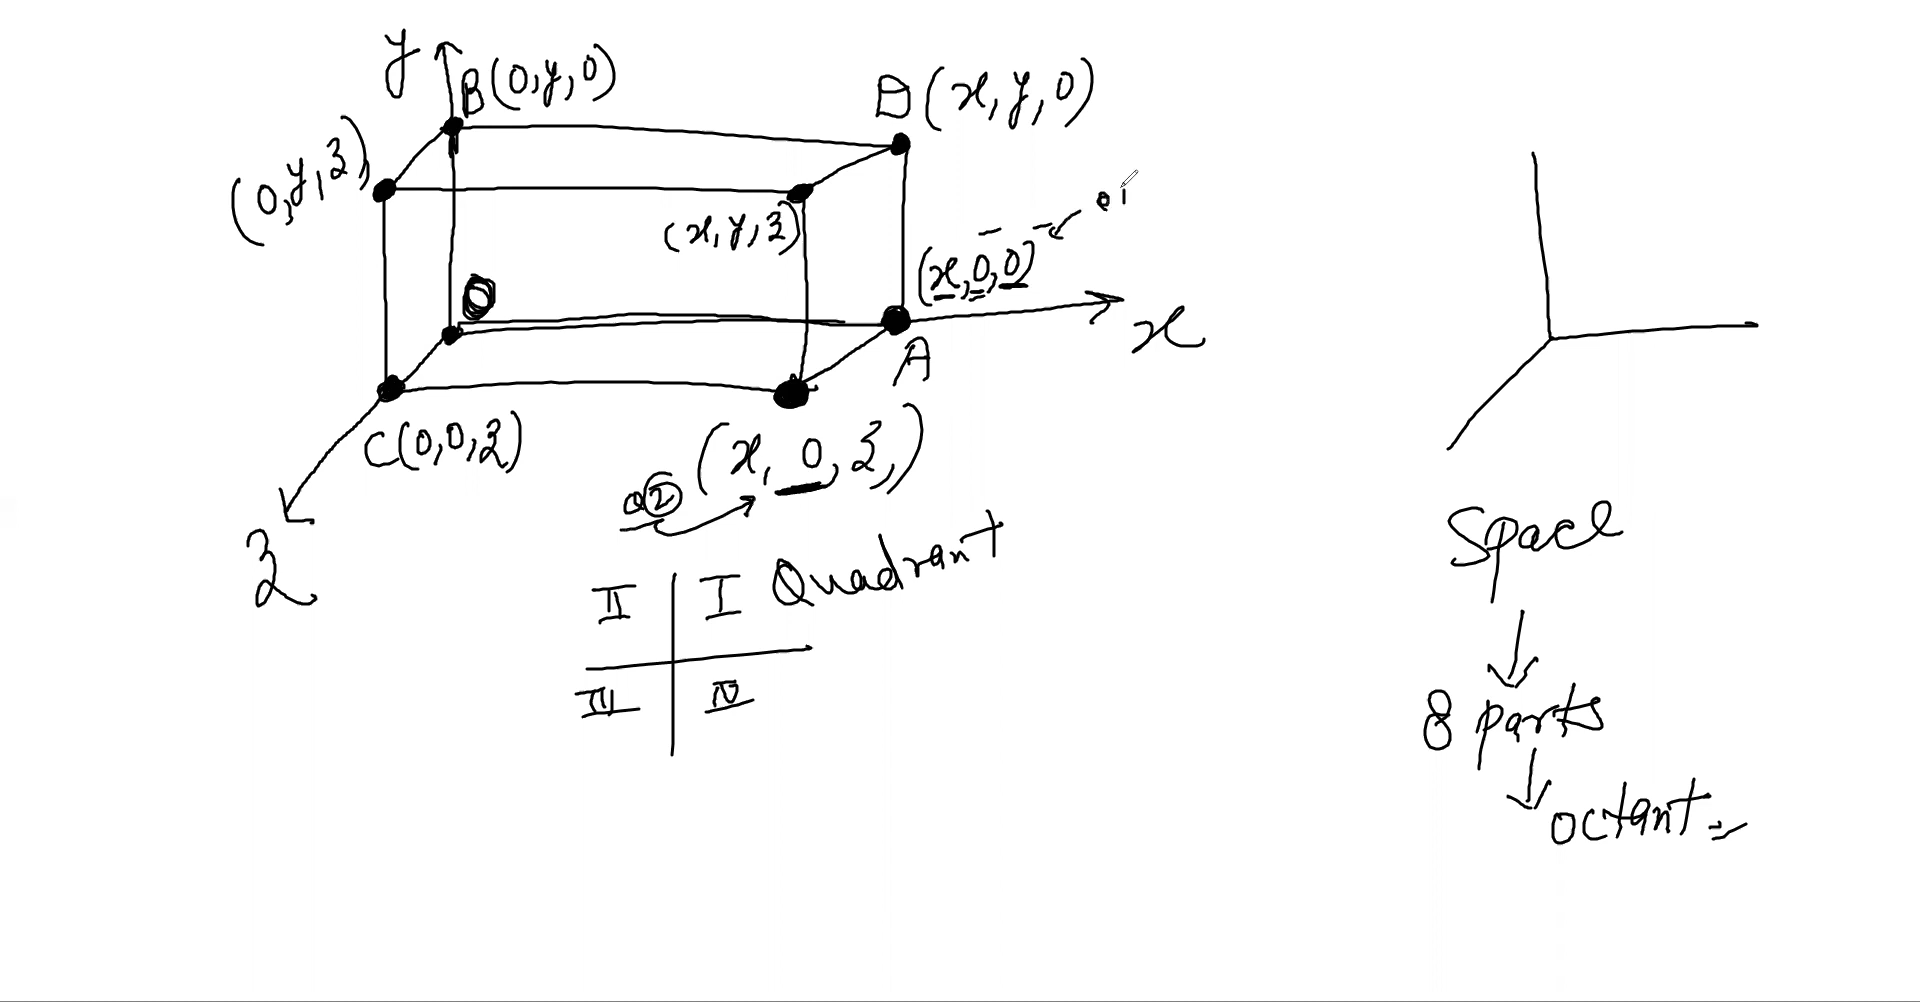 y
B(0,y,0)
D(x,y,0)
(0,y,z)
(x,y,z)
(x,0,0)
O
x
A
C(0,0,z)
(x,0,z)
z
II I Quadrant
III IV
Space
8 parts
octant